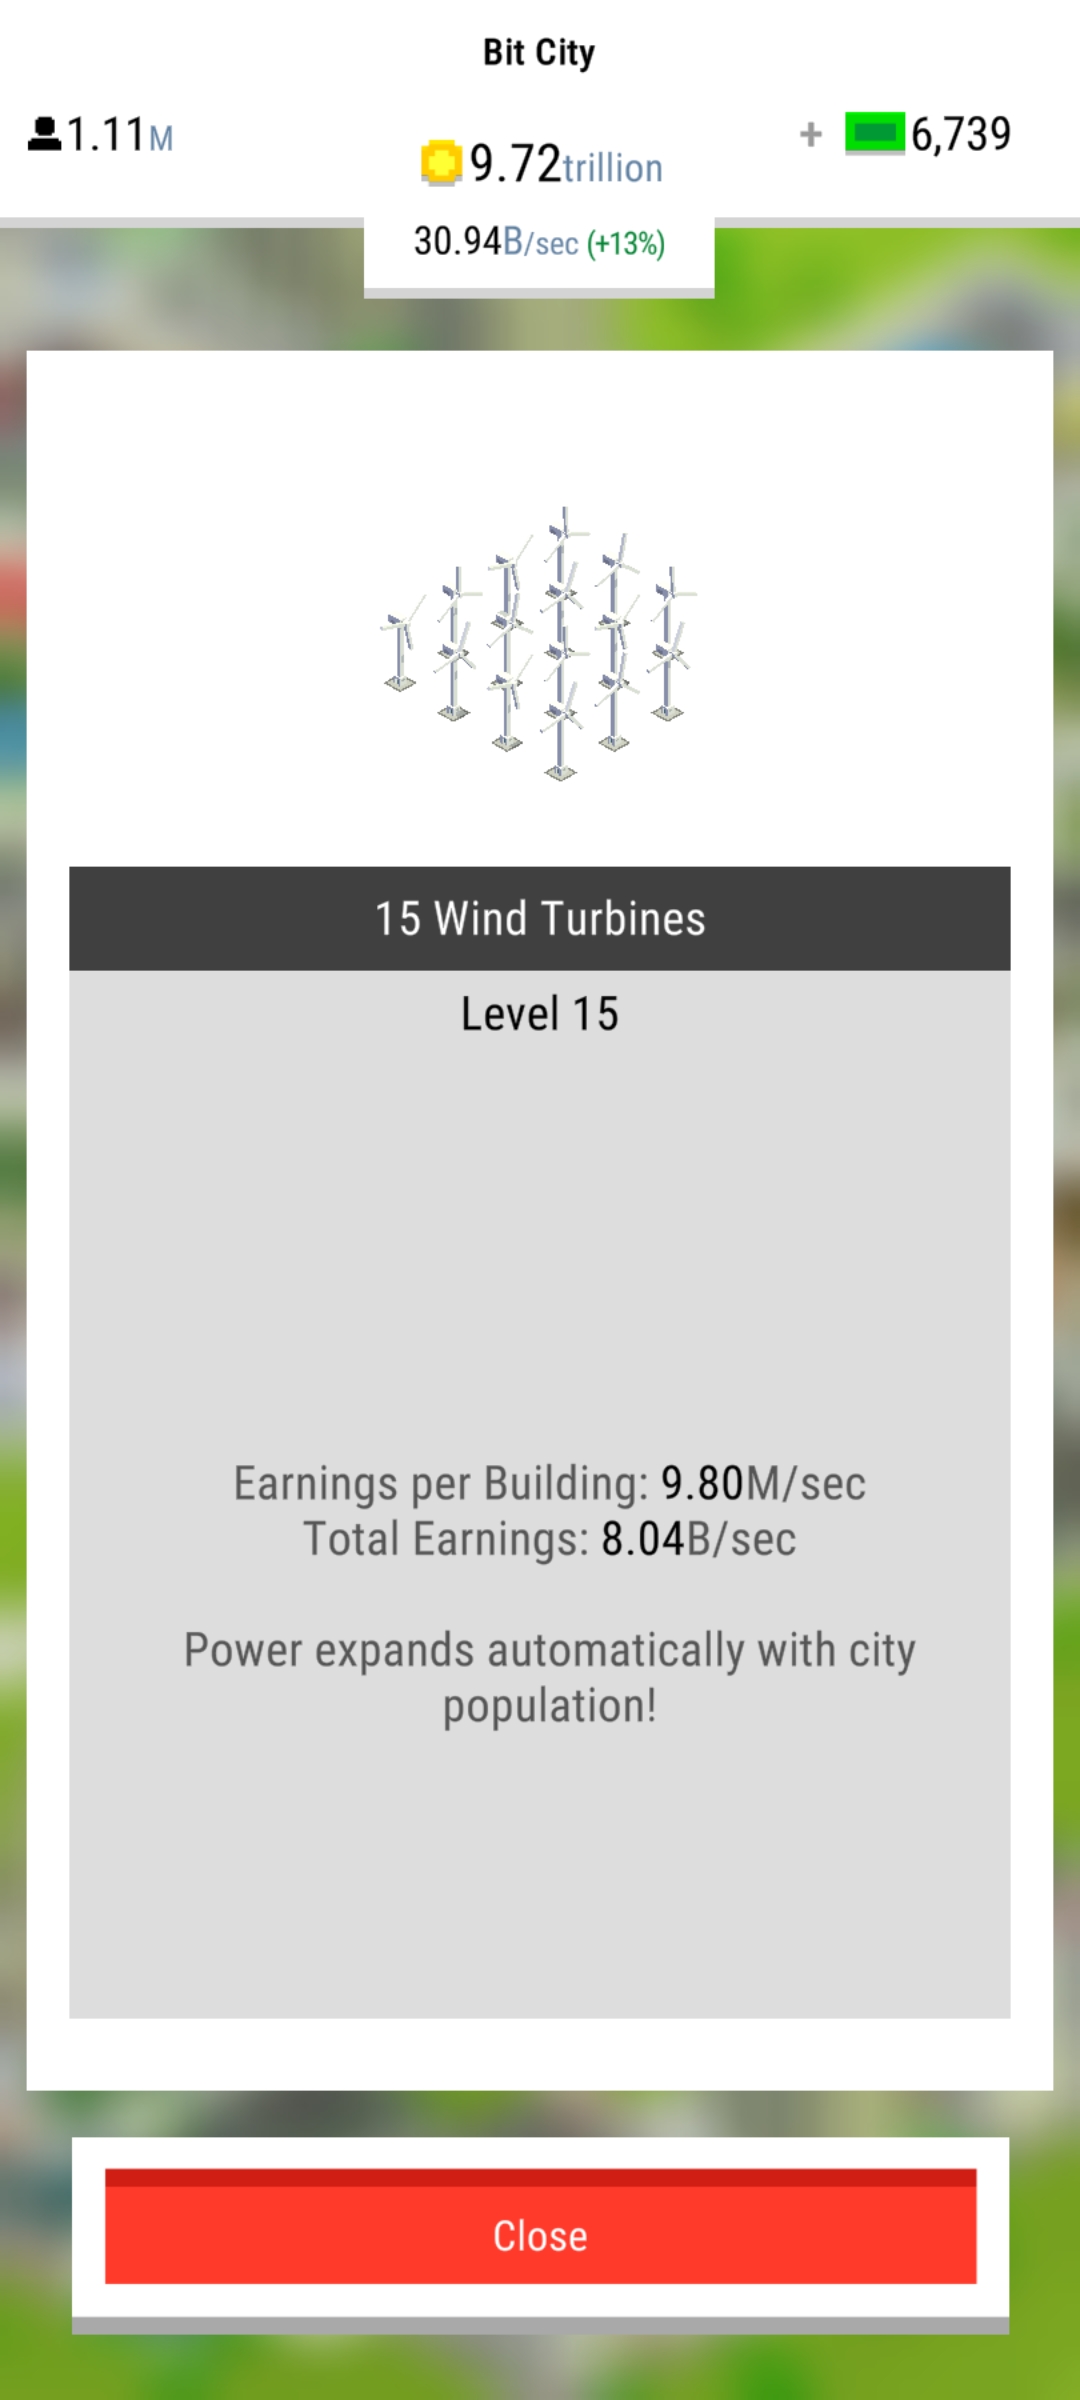 Bit City
1.11M
9.72trillion
+ 6,739
30.94B/sec (+13%)
15 Wind Turbines
Level 15
Earnings per Building: 9.80M/sec
Total Earnings: 8.04B/sec
Power expands automatically with city
population!
Close